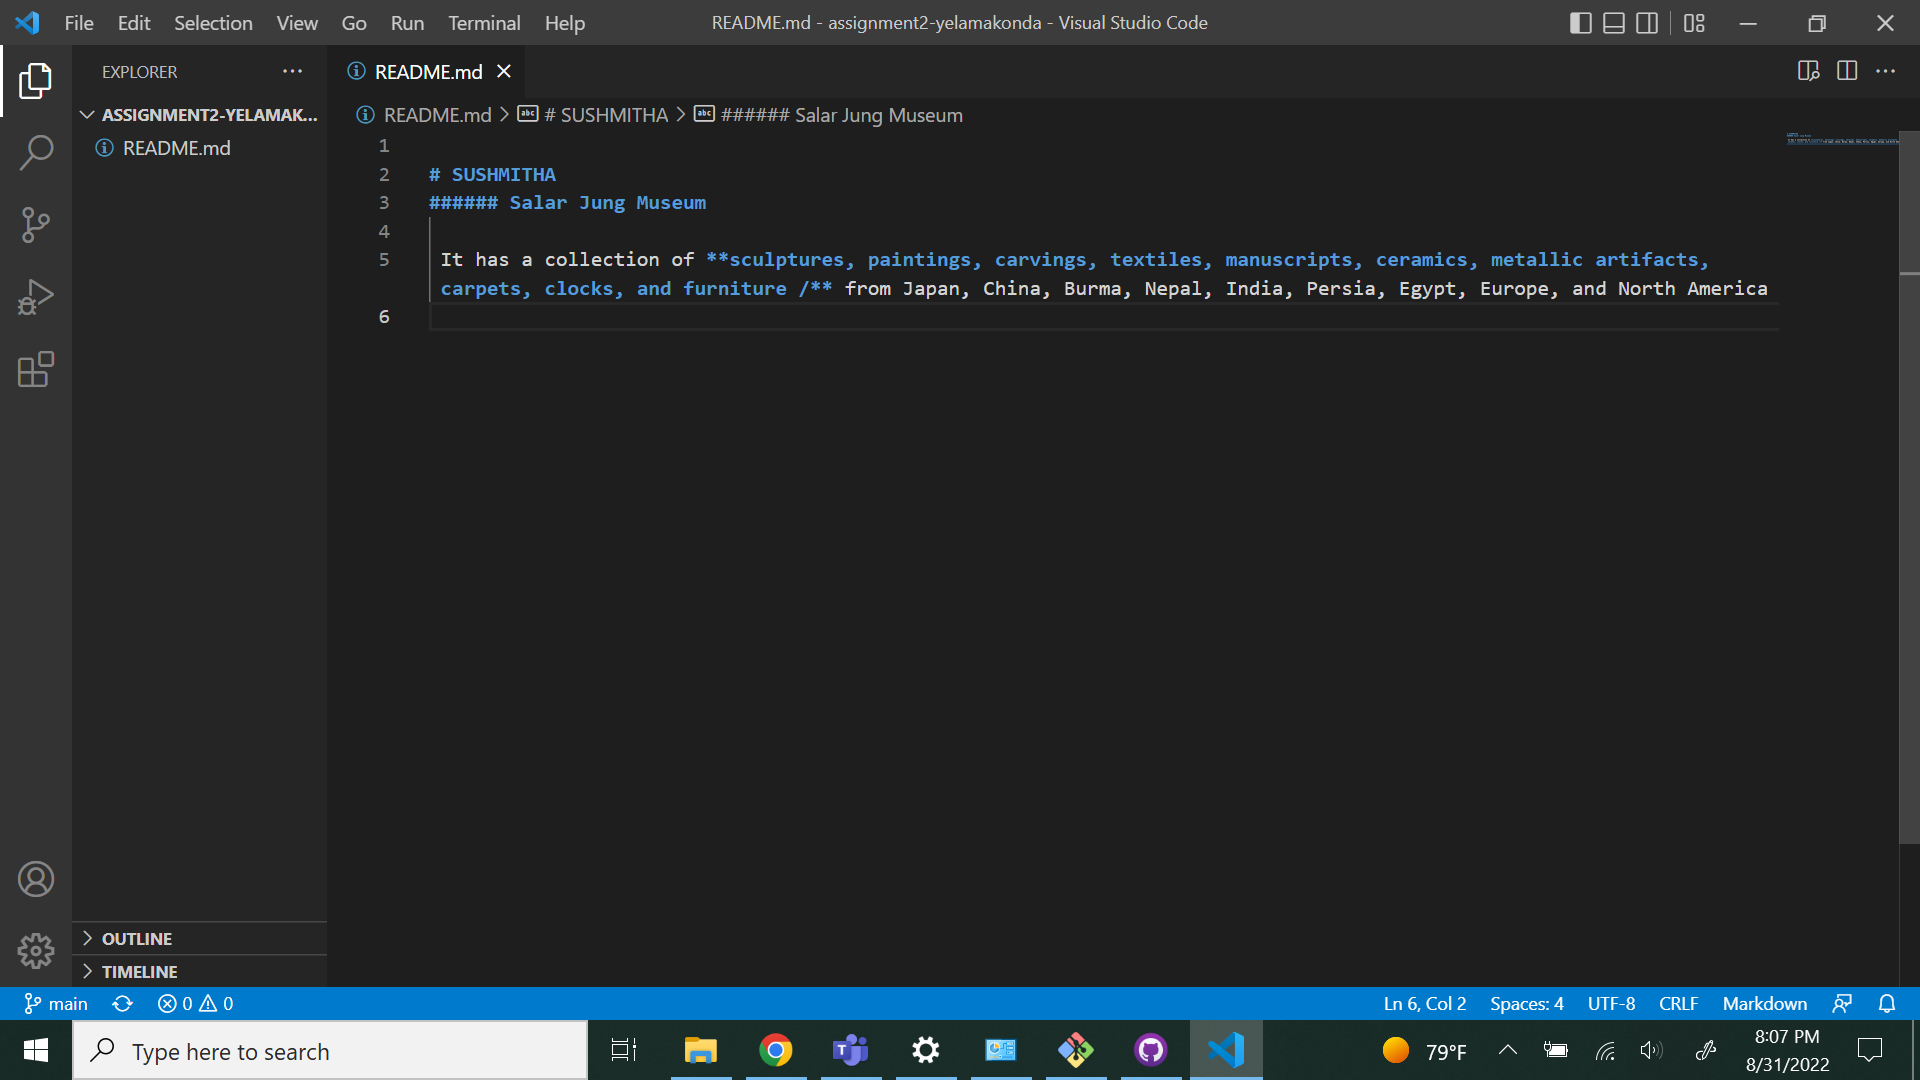 File Edit Selection View Go Run Terminal Help README.md - assignment2-yelamakonda - Visual Studio Code
EXPLORER README.md
ASSIGNMENT2-YELAMAK...
README.md
README.md > # SUSHMITHA > ###### Salar Jung Museum
1
2 # SUSHMITHA
3 ###### Salar Jung Museum
4
5 It has a collection of **sculptures, paintings, carvings, textiles, manuscripts, ceramics, metallic artifacts,
carpets, clocks, and furniture /** from Japan, China, Burma, Nepal, India, Persia, Egypt, Europe, and North America
6
OUTLINE
TIMELINE
main 0 0 Ln 6, Col 2 Spaces: 4 UTF-8 CRLF Markdown
Type here to search 79°F 8:07 PM
8/31/2022